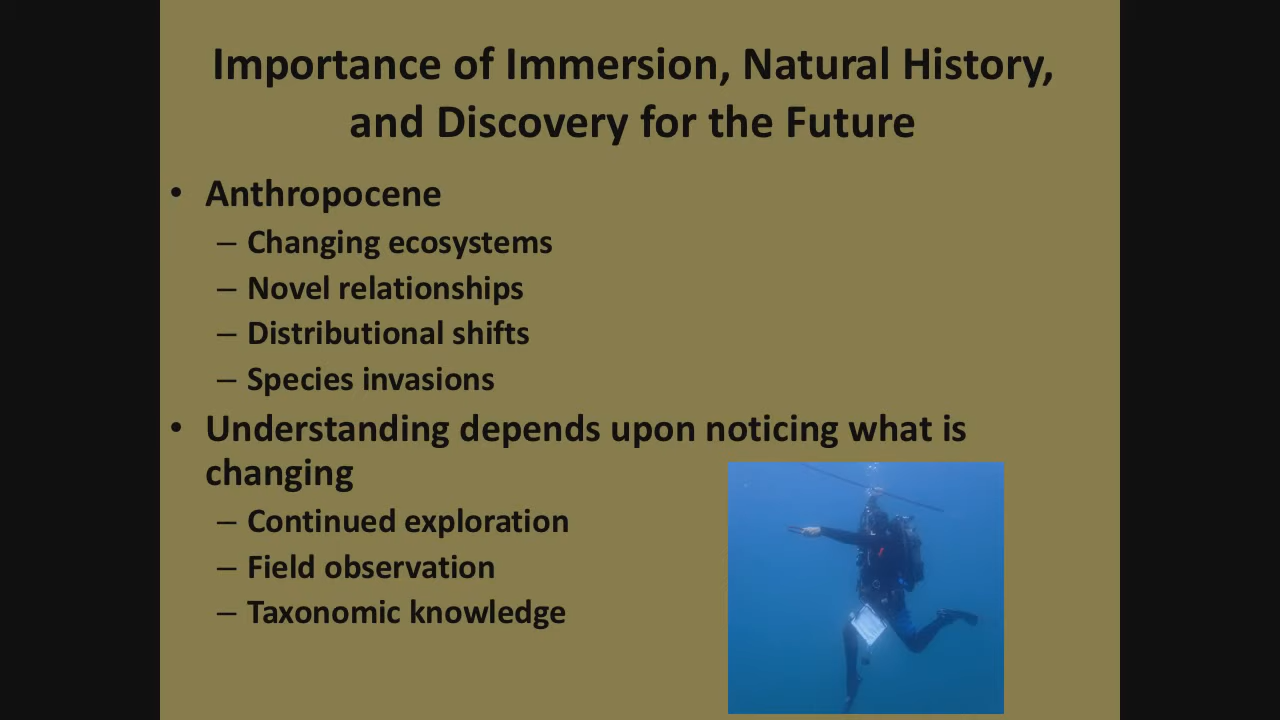 Importance of Immersion, Natural History,
and Discovery for the Future
• Anthropocene
– Changing ecosystems
– Novel relationships
– Distributional shifts
– Species invasions
• Understanding depends upon noticing what is
changing
– Continued exploration
– Field observation
– Taxonomic knowledge